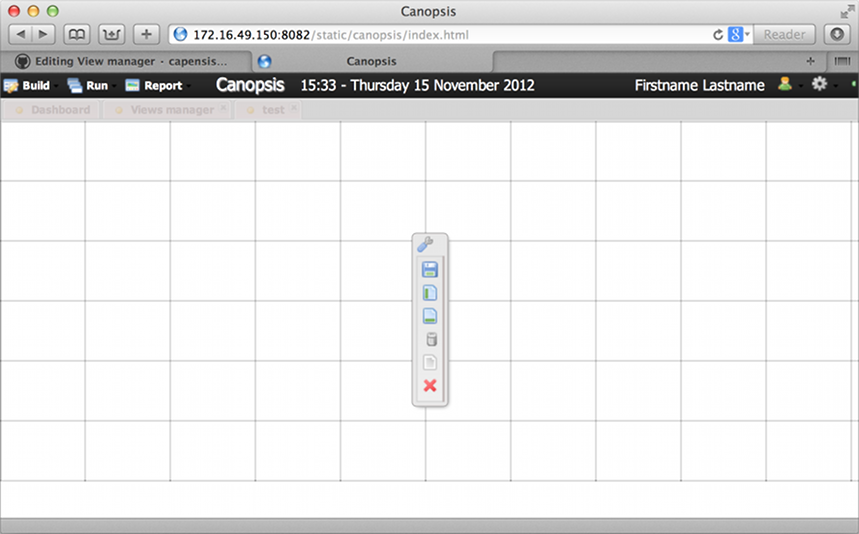 Canopsis
172.16.49.150:8082/static/canopsis/index.html
Reader
Editing View manager - capensis...
Canopsis
Build Run Report Canopsis 15:33 - Thursday 15 November 2012 Firstname Lastname
Dashboard Views manager test